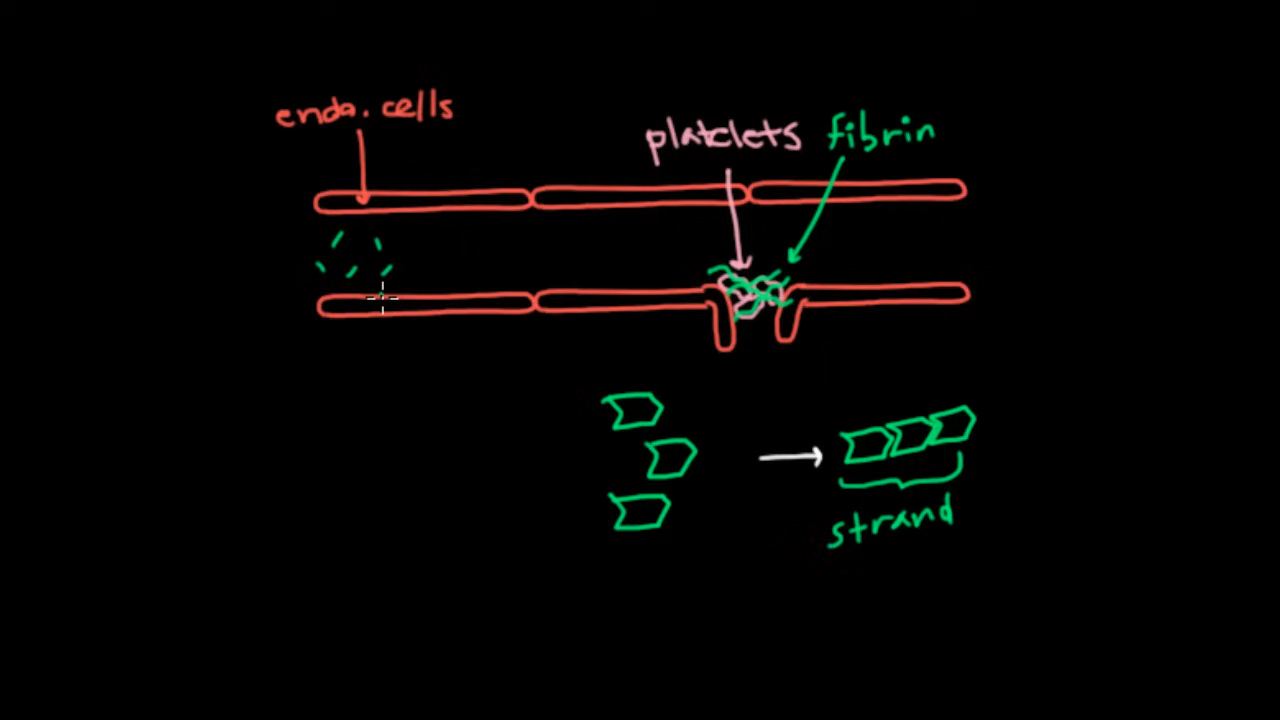 endo. cells
platelets
fibrin
strand